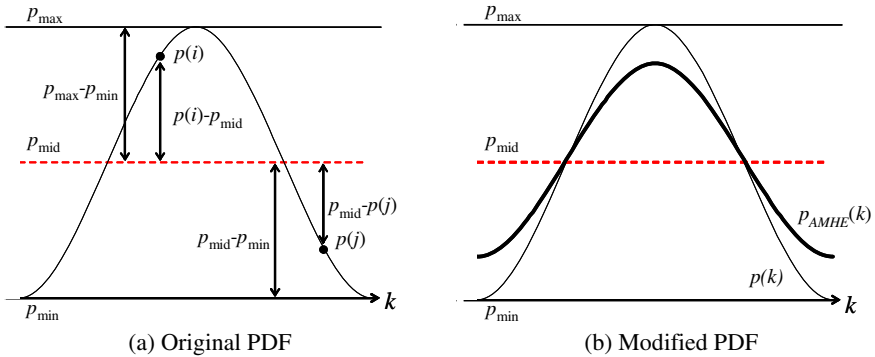 p_max
p(i)
p_max-p_min
p(i)-p_mid
p_mid
p_mid-p(j)
p_mid-p_min
p(j)
k
p_min
(a) Original PDF
p_max
p_mid
p_AMHE(k)
p(k)
k
p_min
(b) Modified PDF